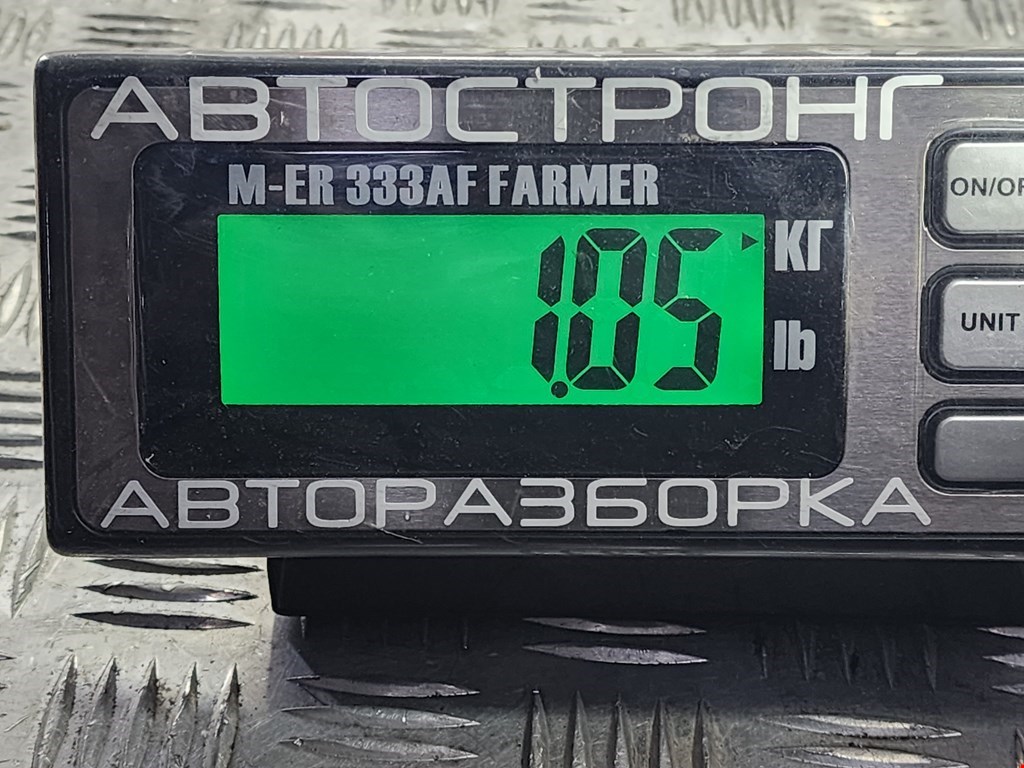 АВТОСТРОНГ
M-ER 333AF FARMER
1.05
КГ
lb
ON/OF
UNIT
АВТОРАЗБОРКА